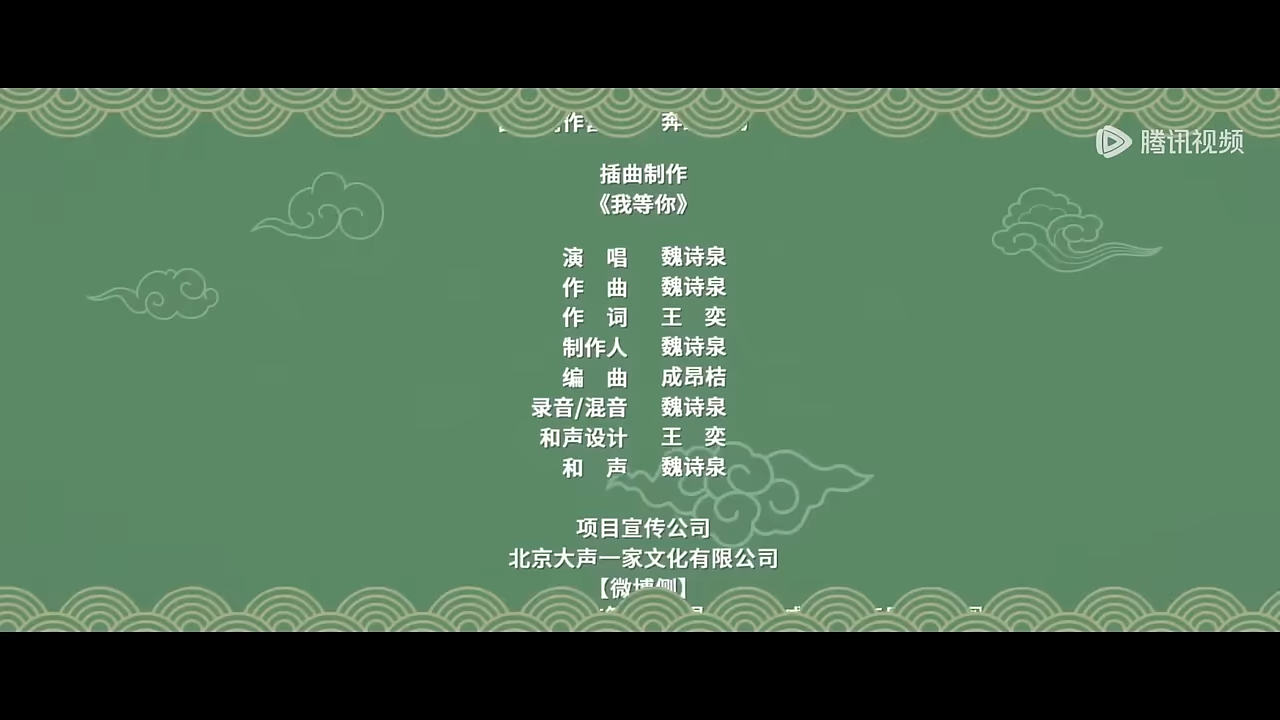 腾讯视频
插曲制作
《我等你》
演 唱 魏诗泉
作 曲 魏诗泉
作 词 王 奕
制作人 魏诗泉
编 曲 成昂桔
录音/混音 魏诗泉
和声设计 王 奕
和 声 魏诗泉
项目宣传公司
北京大声一家文化有限公司
【微博侧】